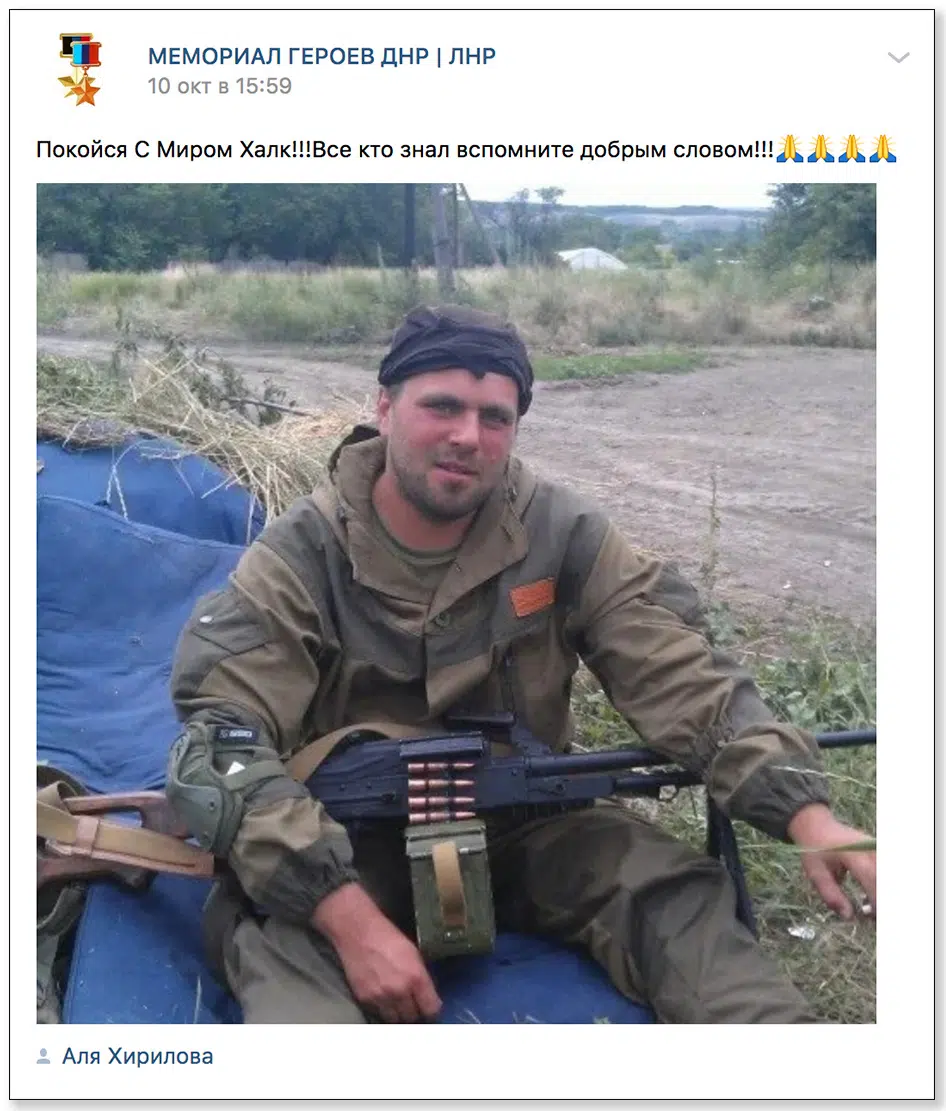 МЕМОРИАЛ ГЕРОЕВ ДНР | ЛНР
10 окт в 15:59
Покойся С Миром Халк!!!Все кто знал вспомните добрым словом!!!🙏🙏🙏🙏
Аля Хирилова